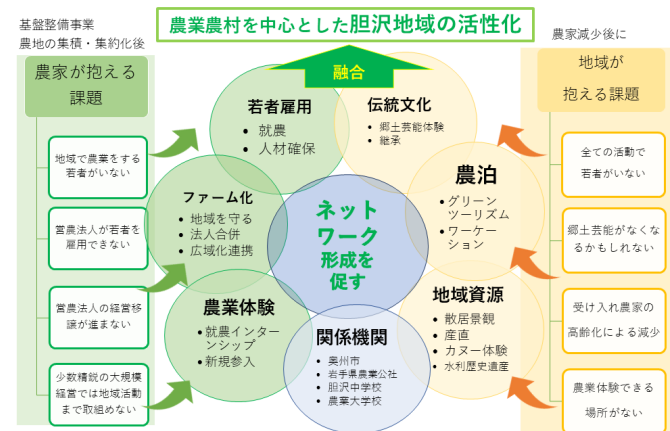 農業農村を中心とした胆沢地域の活性化
基盤整備事業
農地の集積・集約化後
農家が抱える
課題
地域で農業をする
若者がいない
営農法人が若者を
雇用できない
営農法人の経営移
譲が進まない
少数精鋭の大規模
経営では地域活動
まで取組めない
融合
若者雇用
• 就農
• 人材確保
伝統文化
• 郷土芸能体験
• 継承
ファーム化
• 地域を守る
• 法人合併
• 広域化連携
農泊
• グリーン
ツーリズム
• ワーケー
ション
ネット
ワーク
形成を
促す
農業体験
• 就農インター
ンシップ
• 新規参入
地域資源
• 散居景観
• 産直
• カヌー体験
• 水利歴史遺産
関係機関
• 奥州市
• 岩手県農業公社
• 胆沢中学校
• 農業大学校
農家減少後に
地域が
抱える課題
全ての活動で
若者がいない
郷土芸能がなくな
るかもしれない
受け入れ農家の
高齢化による減少
農業体験できる
場所がない